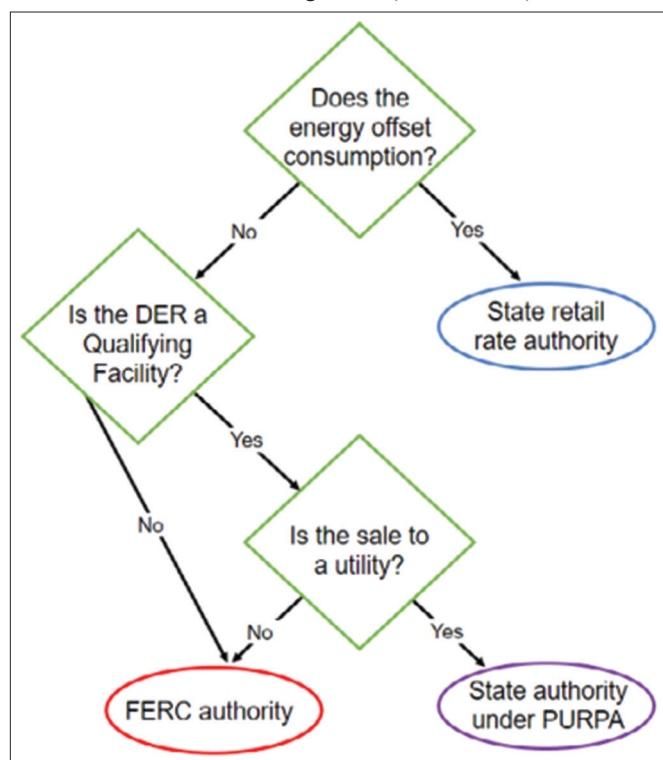 Does the
energy offset
consumption?
No
Yes
Is the DER a
Qualifying
Facility?
State retail
rate authority
Yes
No
Is the sale to
a utility?
No
Yes
FERC authority
State authority
under PURPA